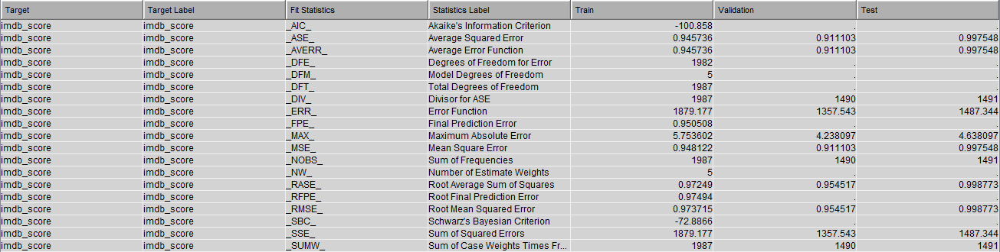 Target Target Label Fit Statistics Statistics Label Train Validation Test
imdb_score imdb_score _AIC_ Akaike's Information Criterion -100.858 . .
imdb_score imdb_score _ASE_ Average Squared Error 0.945736 0.911103 0.997548
imdb_score imdb_score _AVERR_ Average Error Function 0.945736 0.911103 0.997548
imdb_score imdb_score _DFE_ Degrees of Freedom for Error 1982 . .
imdb_score imdb_score _DFM_ Model Degrees of Freedom 5 . .
imdb_score imdb_score _DFT_ Total Degrees of Freedom 1987 . .
imdb_score imdb_score _DIV_ Divisor for ASE 1987 1490 1491
imdb_score imdb_score _ERR_ Error Function 1879.177 1357.543 1487.344
imdb_score imdb_score _FPE_ Final Prediction Error 0.950508 . .
imdb_score imdb_score _MAX_ Maximum Absolute Error 5.753602 4.238097 4.638097
imdb_score imdb_score _MSE_ Mean Square Error 0.948122 0.911103 0.997548
imdb_score imdb_score _NOBS_ Sum of Frequencies 1987 1490 1491
imdb_score imdb_score _NW_ Number of Estimate Weights 5 . .
imdb_score imdb_score _RASE_ Root Average Sum of Squares 0.97249 0.954517 0.998773
imdb_score imdb_score _RFPE_ Root Final Prediction Error 0.97494 . .
imdb_score imdb_score _RMSE_ Root Mean Squared Error 0.973715 0.954517 0.998773
imdb_score imdb_score _SBC_ Schwarz's Bayesian Criterion -72.8866 . .
imdb_score imdb_score _SSE_ Sum of Squared Errors 1879.177 1357.543 1487.344
imdb_score imdb_score _SUMW_ Sum of Case Weights Times Fr... 1987 1490 1491